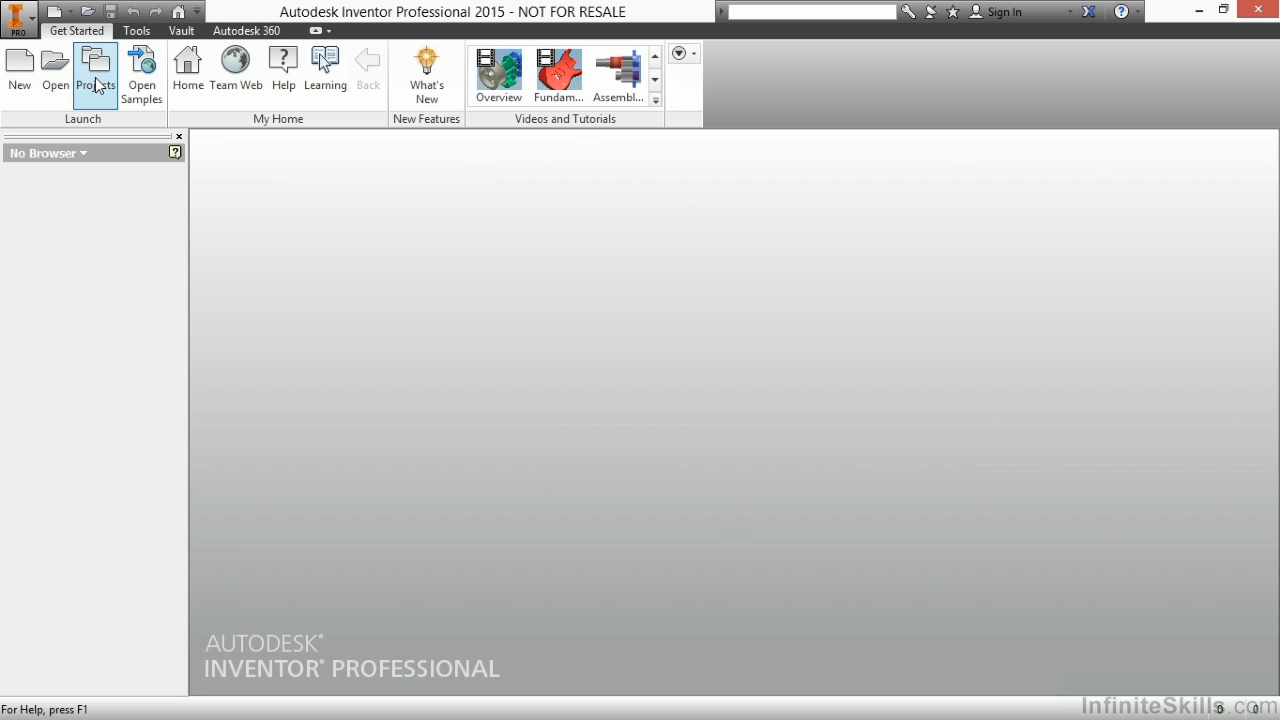 Autodesk Inventor Professional 2015 - NOT FOR RESALE
Sign In
PRO
Get Started Tools Vault Autodesk 360
New Open Projects Open Samples Home Team Web Help Learning Back What's New Overview Fundam... Assembl...
Launch My Home New Features Videos and Tutorials
No Browser
AUTODESK®
INVENTOR® PROFESSIONAL
For Help, press F1
InfiniteSkills.com
0 0